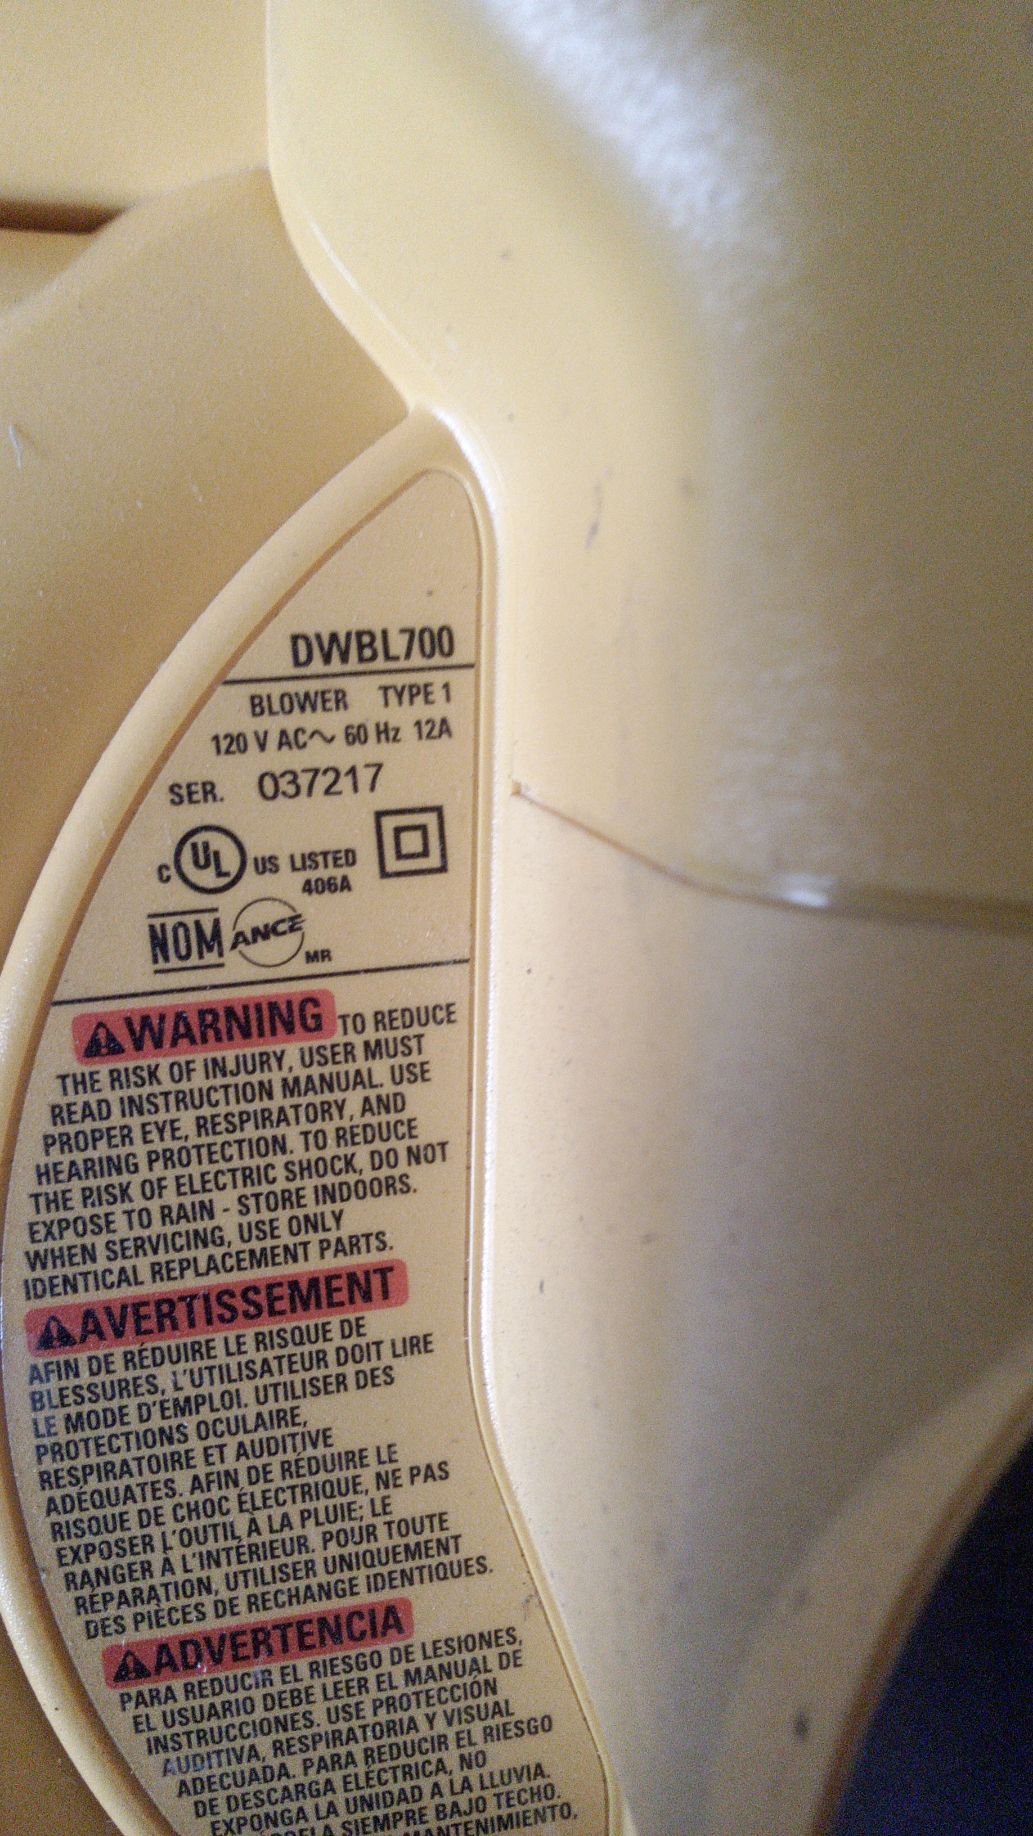 DWBL700
BLOWER TYPE 1
120 V AC~ 60 Hz 12A
SER. 037217
C UL US LISTED
406A
NOM ANCE MR
WARNING TO REDUCE
THE RISK OF INJURY, USER MUST
READ INSTRUCTION MANUAL. USE
PROPER EYE, RESPIRATORY, AND
HEARING PROTECTION. TO REDUCE
THE RISK OF ELECTRIC SHOCK, DO NOT
EXPOSE TO RAIN - STORE INDOORS.
WHEN SERVICING, USE ONLY
IDENTICAL REPLACEMENT PARTS.
AVERTISSEMENT
AFIN DE RÉDUIRE LE RISQUE DE
BLESSURES, L'UTILISATEUR DOIT LIRE
LE MODE D'EMPLOI. UTILISER DES
PROTECTIONS OCULAIRE,
RESPIRATOIRE ET AUDITIVE
ADÉQUATES. AFIN DE RÉDUIRE LE
RISQUE DE CHOC ÉLECTRIQUE, NE PAS
EXPOSER L'OUTIL À LA PLUIE; LE
RANGER À L'INTÉRIEUR. POUR TOUTE
RÉPARATION, UTILISER UNIQUEMENT
DES PIÈCES DE RECHANGE IDENTIQUES.
ADVERTENCIA
PARA REDUCIR EL RIESGO DE LESIONES,
EL USUARIO DEBE LEER EL MANUAL DE
INSTRUCCIONES. USE PROTECCIÓN
AUDITIVA, RESPIRATORIA Y VISUAL
ADECUADA. PARA REDUCIR EL RIESGO
DE DESCARGA ELÉCTRICA, NO
EXPONGA LA UNIDAD A LA LLUVIA.
SIEMPRE BAJO TECHO.
MANTENIMIENTO,